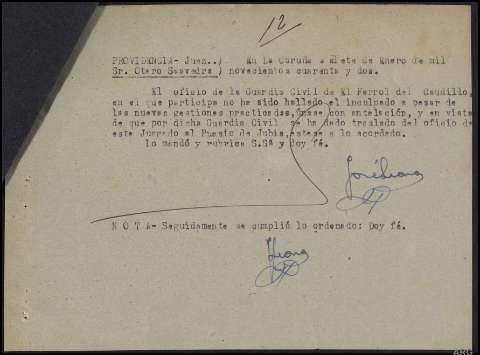 12
PROVIDENCIA- Juez..) En La Coruña a siete de Enero de mil
Sr. Otero Saavedra ) novecientos cuarenta y dos.
El oficio de la Guardia Civil de El Ferrol del Caudillo,
en el que participa no ha sido hallado el inculpado a pesar de
las nuevas gestiones practicadas, únase con antelación, y en vista
de que por dicha Guardia Civil se ha dado traslado del oficio de
este Juzgado al Puesto de Jubia, estese a lo acordado.
Lo mandó y rubrica S.Sª y doy fé.
N O T A- Seguidamente se cumplió lo ordenado: Doy fé.
ARG